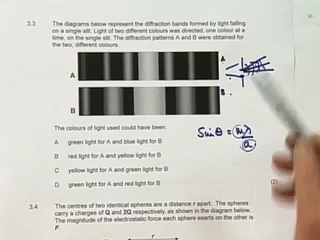 3.3 The diagrams below represent the diffraction bands formed by light falling
on a single slit. Light of two different colours was directed, one colour at a
time, on the single slit. The diffraction patterns A and B were obtained for
the two, different colours.
A
A
B
B
The colours of light used could have been:
Sin θ = mλ
a
A green light for A and blue light for B
B red light for A and yellow light for B
C yellow light for A and green light for B
D green light for A and red light for B
(2)
3.4 The centres of two identical spheres are a distance r apart. The spheres
carry a charges of Q and 2Q respectively, as shown in the diagram below.
The magnitude of the electrostatic force each sphere exerts on the other is
F.
r